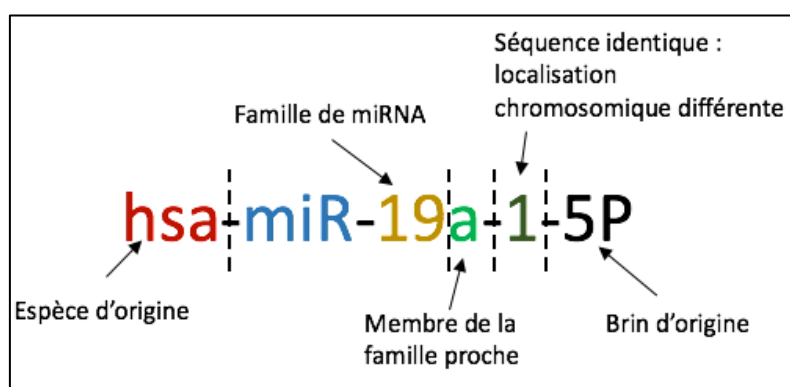 Séquence identique :
localisation
chromosomique différente
Famille de miRNA
hsa-miR-19a-1-5P
Espèce d'origine
Membre de la
famille proche
Brin d'origine